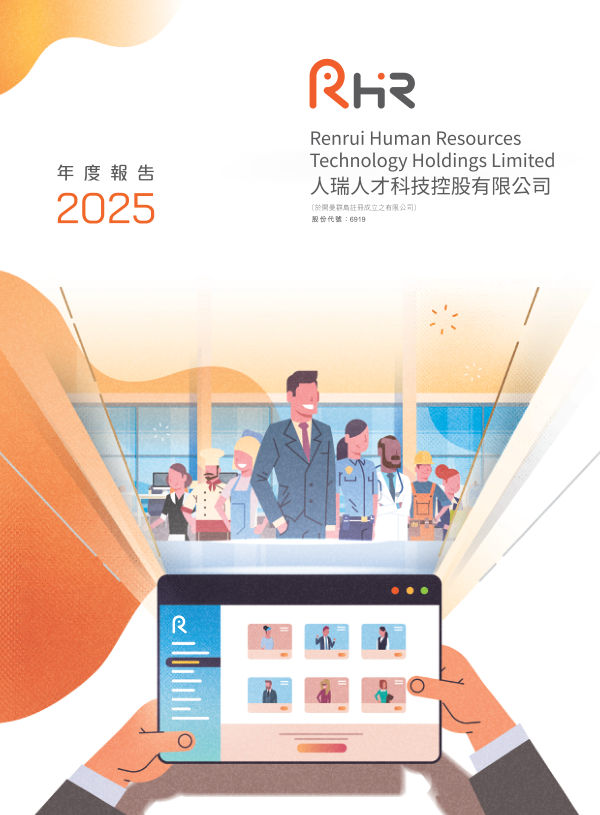 RHR
Renrui Human Resources
Technology Holdings Limited
人瑞人才科技控股有限公司
(於開曼群島註冊成立之有限公司)
股份代號：6919
年度報告
2025
R